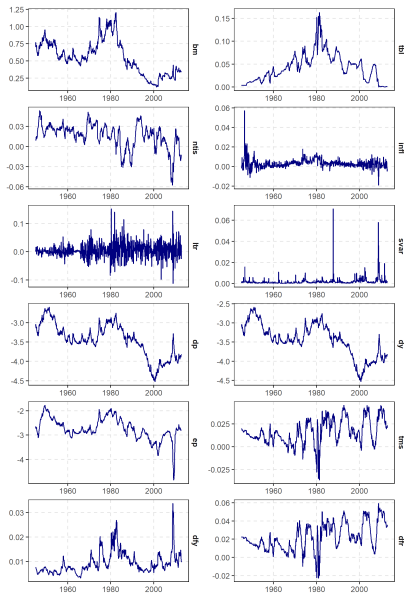 1.25
1.00
0.75
0.50
0.25
1960 1980 2000
bm
0.15
0.10
0.05
0.00
1960 1980 2000
tbl
0.03
0.00
-0.03
-0.06
1960 1980 2000
ntis
0.06
0.04
0.02
0.00
-0.02
1960 1980 2000
infl
0.1
0.0
-0.1
1960 1980 2000
ltr
0.06
0.04
0.02
0.00
1960 1980 2000
svar
-3.0
-3.5
-4.0
-4.5
1960 1980 2000
dp
-2.5
-3.0
-3.5
-4.0
-4.5
1960 1980 2000
dy
-2
-3
-4
1960 1980 2000
ep
0.025
0.000
-0.025
1960 1980 2000
tms
0.03
0.02
0.01
1960 1980 2000
dfy
0.06
0.04
0.02
0.00
-0.02
1960 1980 2000
dfr